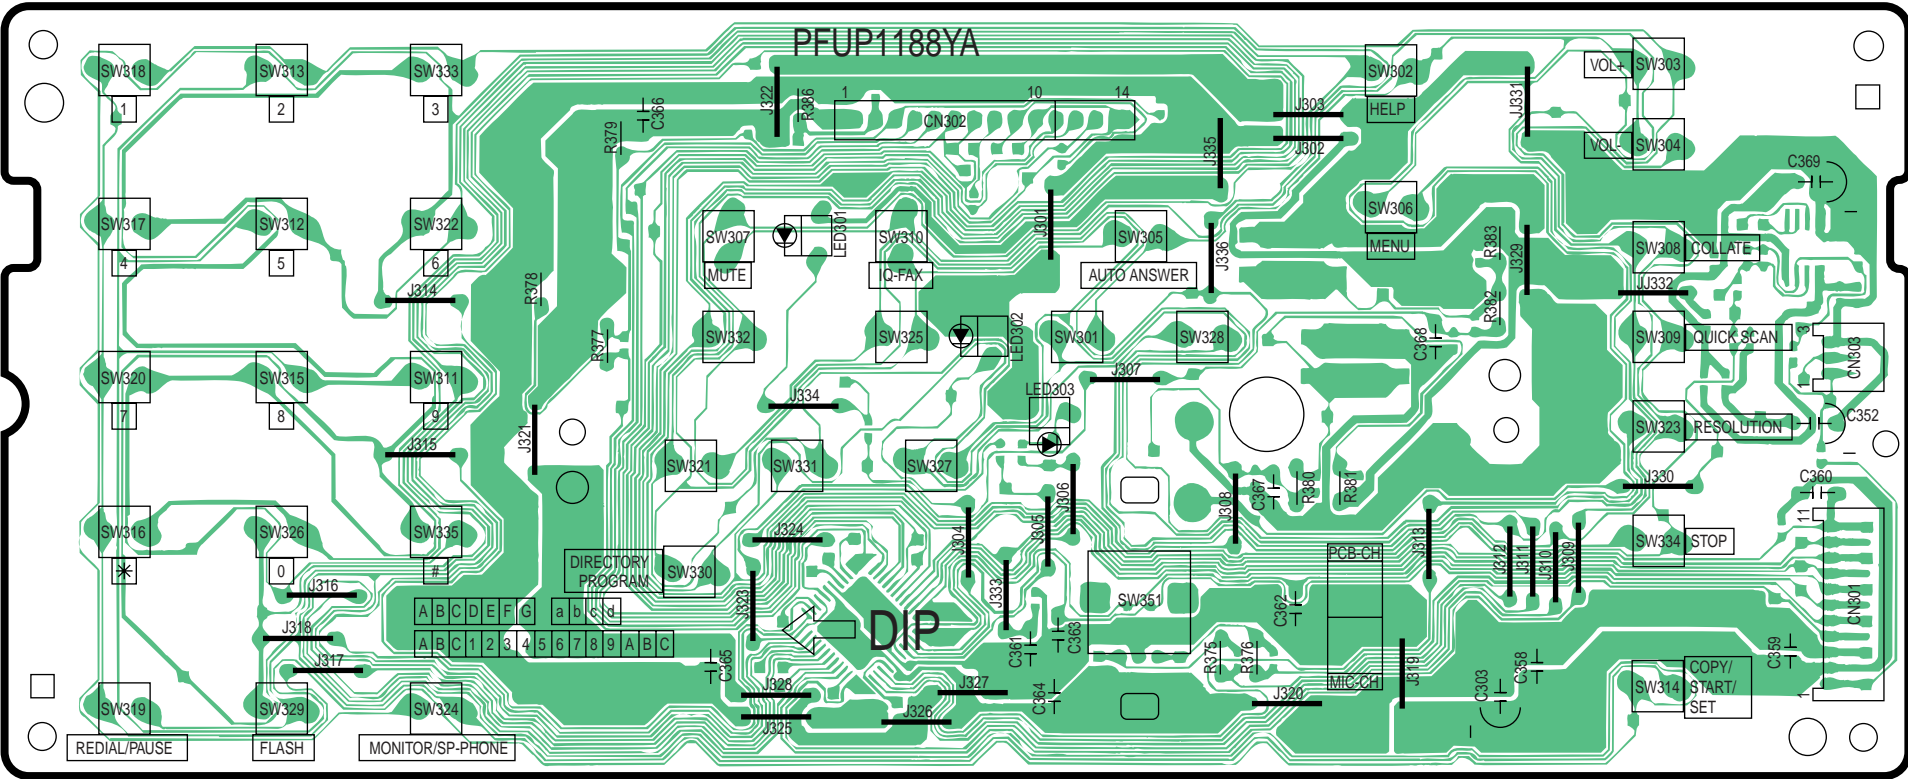 PFUP1188YA
SW318 SW313 SW333 SW302 VOL+ SW303
1 2 3
J322 R386 1 10 14 J303 HELP J331
R379 C366 CN302 J335 J302 VOL- SW304
C369
SW317 SW312 SW322 SW307 LED301 SW310 J301 SW305 J336 SW306
4 5 6 MUTE IQ-FAX AUTO ANSWER MENU R383 J329 SW308 COLLATE
J314 R378 R382 JJ332
R377 SW332 SW325 LED302 SW301 SW328 C368 SW309 QUICK SCAN 3 CN303 1
SW320 SW315 SW311 J307
7 8 9 J334 LED303 C352
J315 J321 SW323 RESOLUTION
SW321 SW331 SW327 J306 J308 C367 R380 R381 J330 C360
SW316 SW326 SW335 J324 J304 J305 J313 J312 J311 J310 J309 SW334 STOP 11
* 0 # DIRECTORY
PROGRAM SW330 J323 J333 PCB-CH
J316 SW351 C362 CN301
A B C D E F G a b c d
J318 A B C 1 2 3 4 5 6 7 8 9 A B C DIP C361 C363 R375 R376 C359
J317 C365 J319 C358
J328 J327 C364 MIC-CH C303 1
SW319 SW329 SW324 J325 J326 J320 SW314 COPY/
START/
SET
REDIAL/PAUSE FLASH MONITOR/SP-PHONE